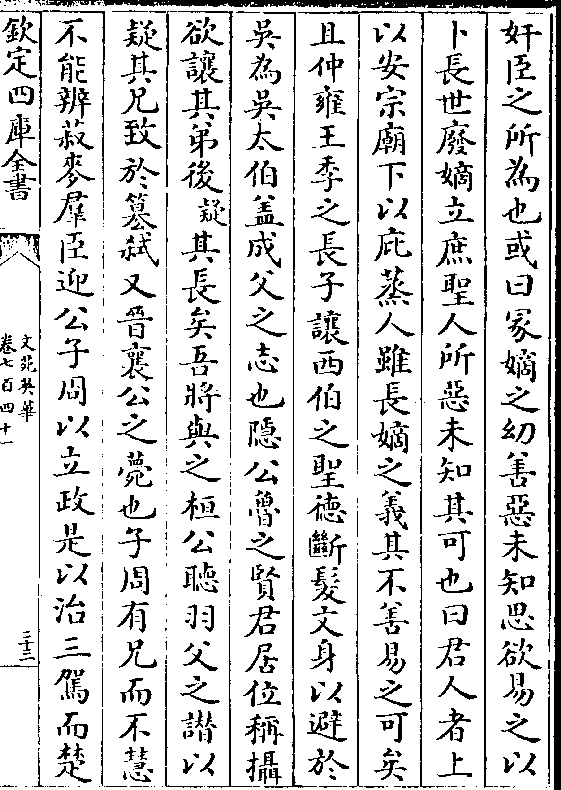 奸臣之所為也或曰冢嫡之幼善惡未知思欲易之以
卜長世廢嫡立庶聖人所惡未知其可也曰君人者上
以安宗廟下以庇蒸人雖長嫡之義其不善易之可矣
且仲雍王季之長子讓西伯之聖德斷髮文身以避於
吳為吳太伯盖成父之志也隠公魯之賢君居位稱攝
欲讓其弟後疑其長矣吾將與之桓公聽羽父之譖以
疑其兄致於簒弑又晉襄公之薨也子周有兄而不慧
不能辨菽麥羣臣迎公子周以立政是以治三駕而楚
欽定四庫全書
文苑英華
卷七百四十一
三十二